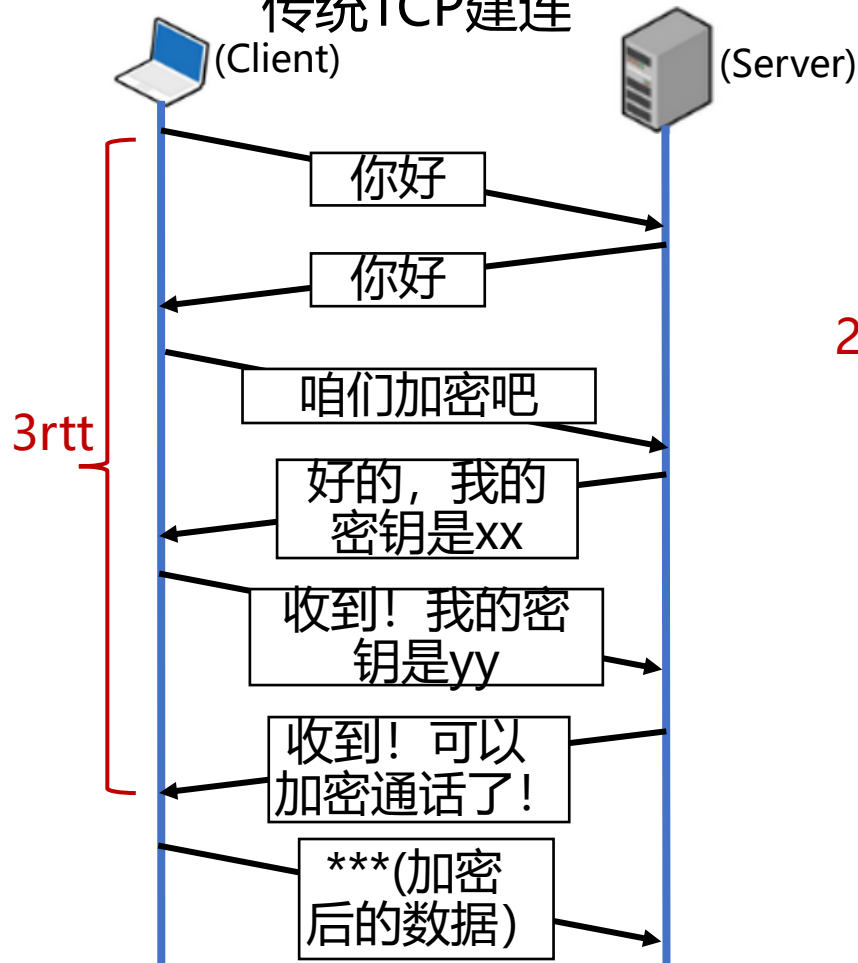 传统TCP建连
(Client)
(Server)
你好
你好
咱们加密吧
2
3rtt
好的，我的
密钥是xx
收到！我的密
钥是yy
收到！可以
加密通话了！
***(加密
后的数据）